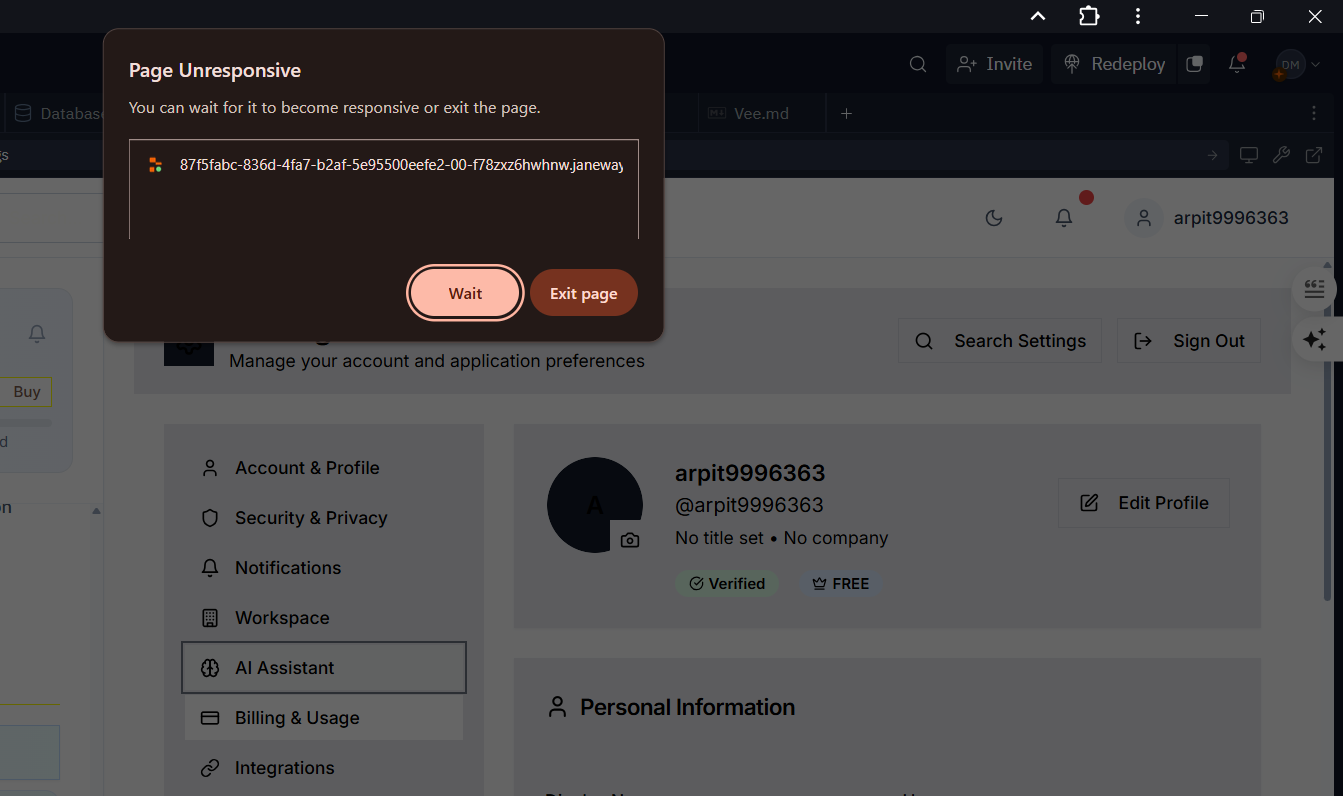 Page Unresponsive
You can wait for it to become responsive or exit the page.
87f5fabc-836d-4fa7-b2af-5e95500eefe2-00-f78zxz6hwhnw.janeway
Wait
Exit page
Invite
Redeploy
DM
Databas
Vee.md
gs
arpit9996363
Buy
d
on
Manage your account and application preferences
Search Settings
Sign Out
Account & Profile
Security & Privacy
Notifications
Workspace
AI Assistant
Billing & Usage
Integrations
A
arpit9996363
@arpit9996363
No title set • No company
Verified
FREE
Edit Profile
Personal Information